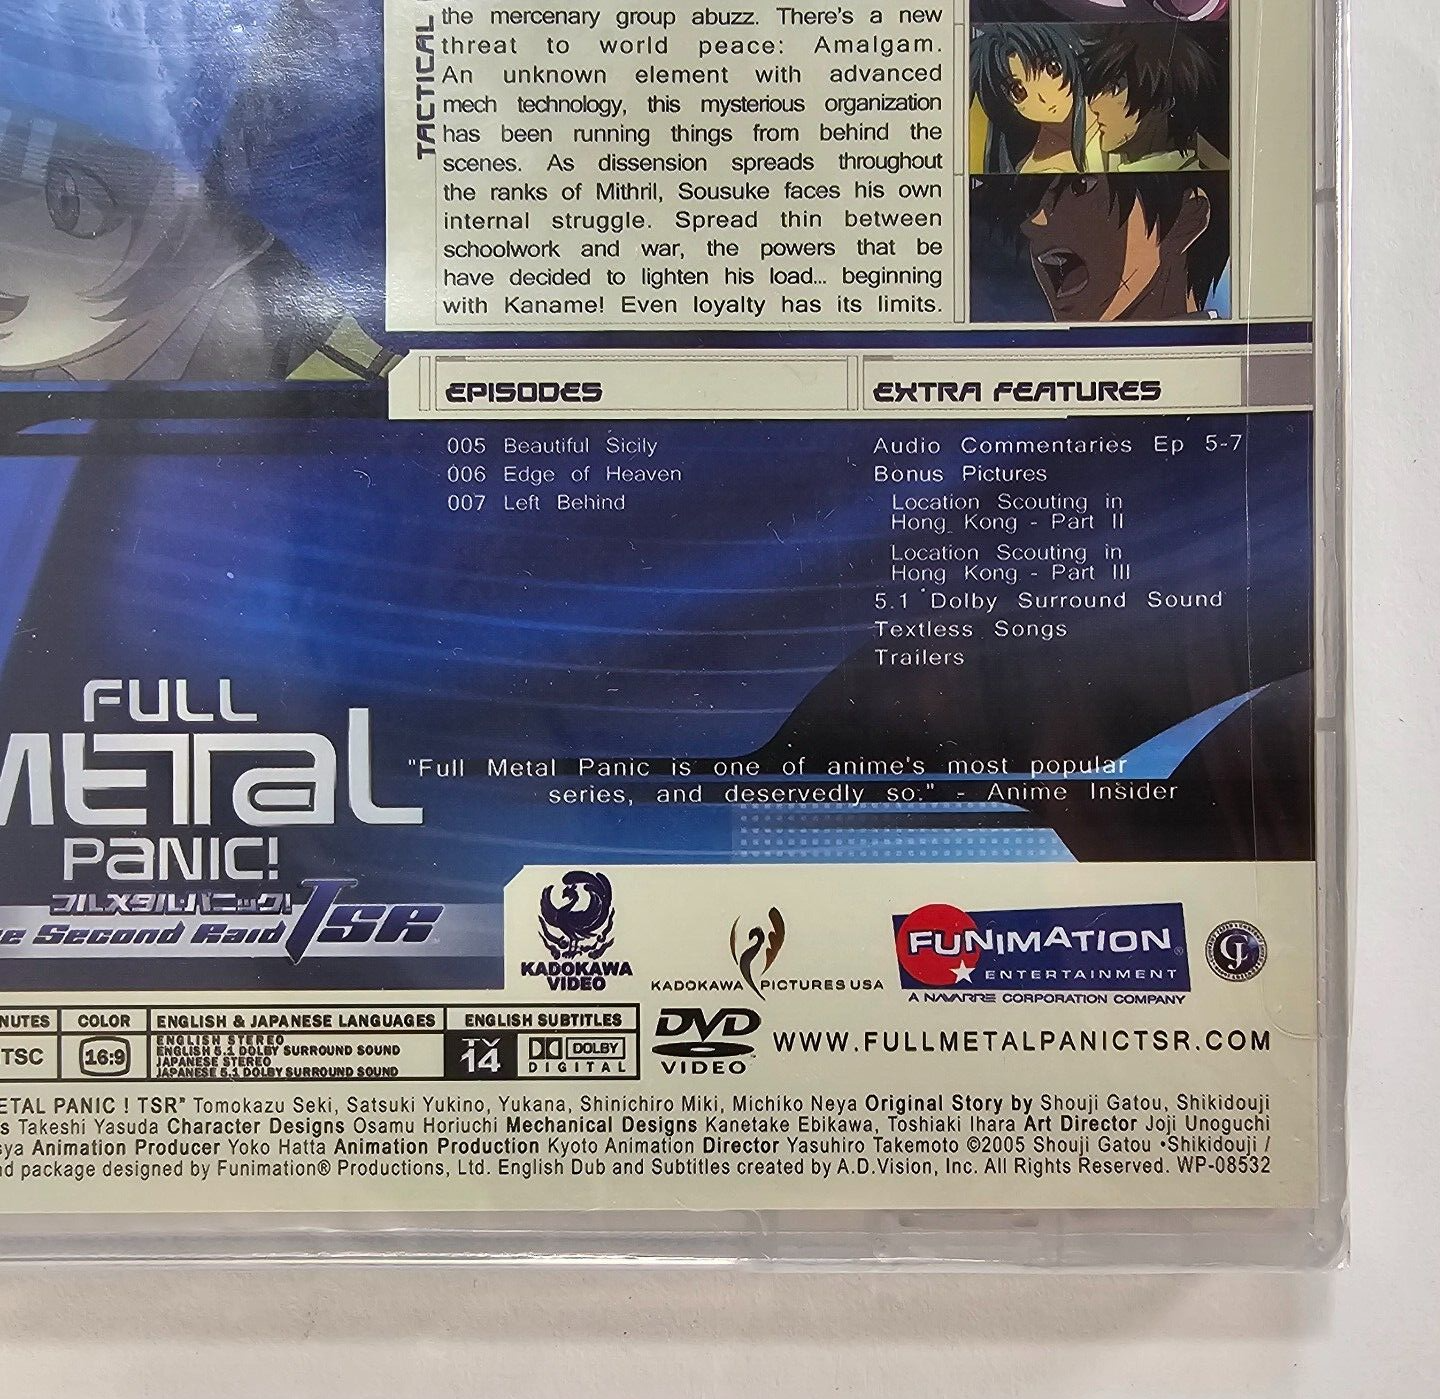 TACTICAL
the mercenary group abuzz. There's a new
threat to world peace: Amalgam.
An unknown element with advanced
mech technology, this mysterious organization
has been running things from behind the
scenes. As dissension spreads throughout
the ranks of Mithril, Sousuke faces his own
internal struggle. Spread thin between
schoolwork and war, the powers that be
have decided to lighten his load... beginning
with Kaname! Even loyalty has its limits.
EPISODES
005 Beautiful Sicily
006 Edge of Heaven
007 Left Behind
EXTRA FEATURES
Audio Commentaries Ep 5-7
Bonus Pictures
Location Scouting in
Hong Kong - Part II
Location Scouting in
Hong Kong - Part III
5.1 Dolby Surround Sound
Textless Songs
Trailers
FULL
METAL
PANIC!
フルメタル・パニック!
Second Raid TSR
"Full Metal Panic is one of anime's most popular
series, and deservedly so." - Anime Insider
KADOKAWA
VIDEO
KADOKAWA PICTURES USA
FUNIMATION®
ENTERTAINMENT
A NAVARRE CORPORATION COMPANY
NUTES
TSC
COLOR
16:9
ENGLISH & JAPANESE LANGUAGES
ENGLISH STEREO
ENGLISH 5.1 DOLBY SURROUND SOUND
JAPANESE STEREO
JAPANESE 5.1 DOLBY SURROUND SOUND
ENGLISH SUBTITLES
TV
14
DOLBY
DIGITAL
DVD
VIDEO™
WWW.FULLMETALPANICTSR.COM
ETAL PANIC ! TSR" Tomokazu Seki, Satsuki Yukino, Yukana, Shinichiro Miki, Michiko Neya Original Story by Shouji Gatou, Shikidouji
s Takeshi Yasuda Character Designs Osamu Horiuchi Mechanical Designs Kanetake Ebikawa, Toshiaki Ihara Art Director Joji Unoguchi
ya Animation Producer Yoko Hatta Animation Production Kyoto Animation Director Yasuhiro Takemoto ©2005 Shouji Gatou •Shikidouji /
nd package designed by Funimation® Productions, Ltd. English Dub and Subtitles created by A.D.Vision, Inc. All Rights Reserved. WP-08532